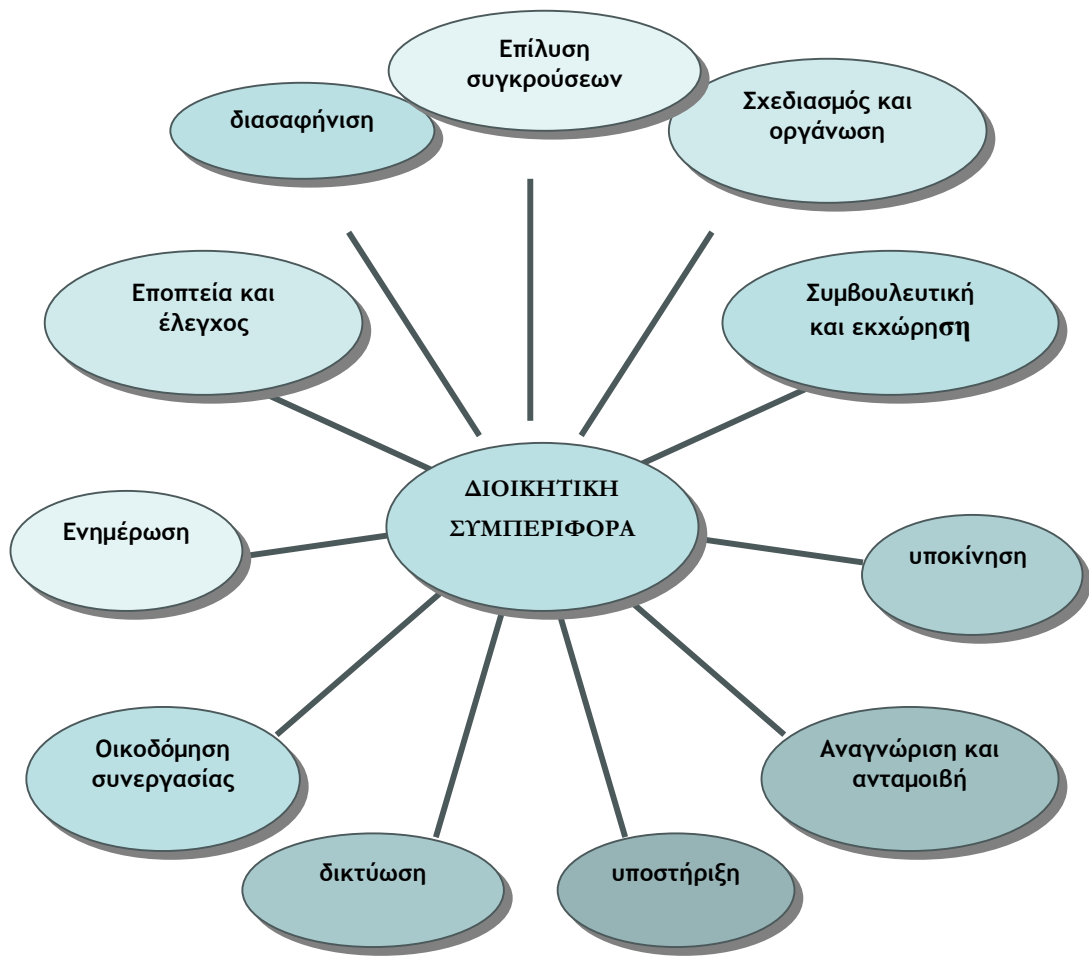 Επίλυση
συγκρούσεων
διασαφήνιση
Σχεδιασμός και
οργάνωση
Εποπτεία και
έλεγχος
Συμβουλευτική
και εκχώρηση
ΔΙΟΙΚΗΤΙΚΗ
ΣΥΜΠΕΡΙΦΟΡΑ
Ενημέρωση
υποκίνηση
Οικοδόμηση
συνεργασίας
Αναγνώριση και
ανταμοιβή
δικτύωση
υποστήριξη